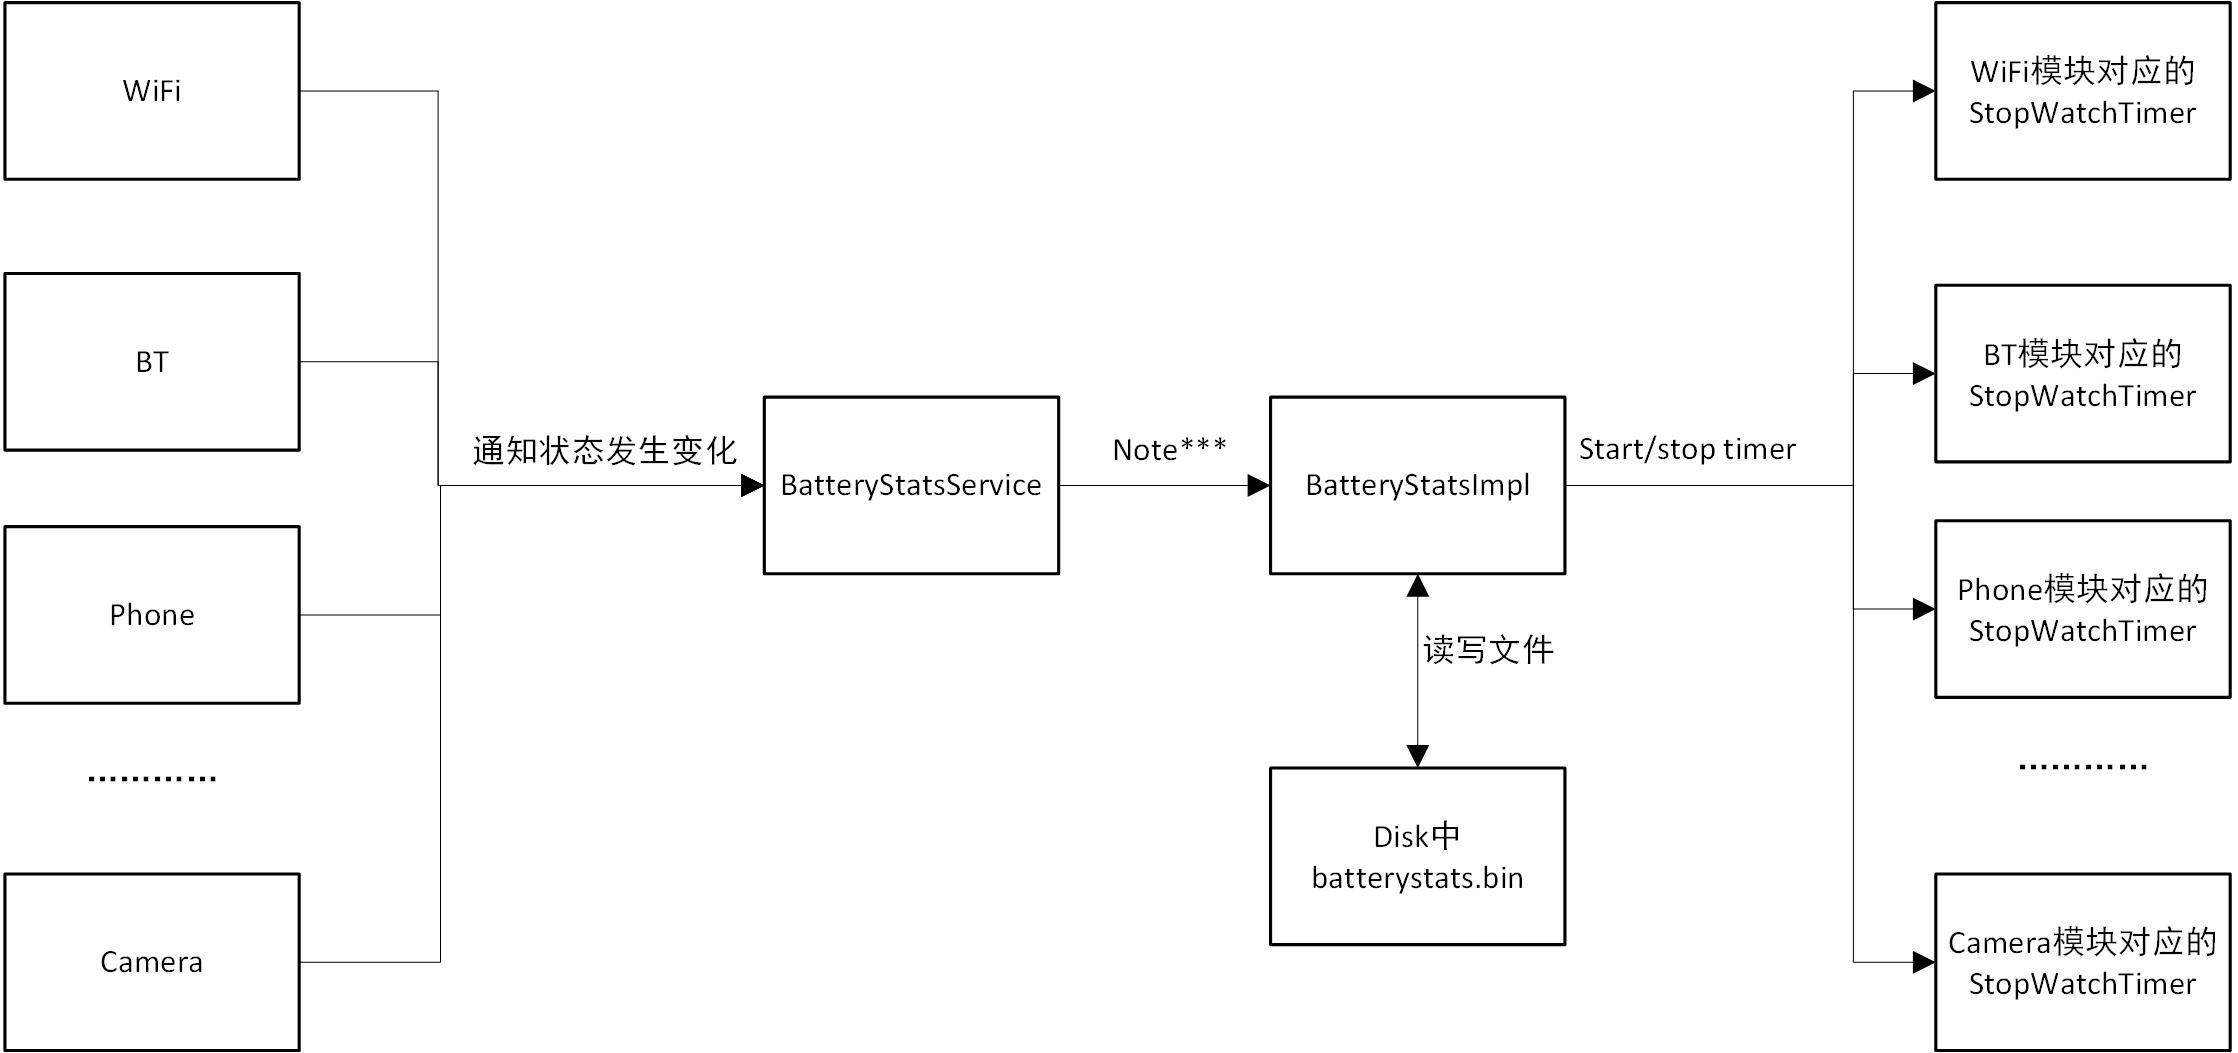 WiFi
BT
Phone
............
Camera
通知状态发生变化
BatteryStatsService
Note***
BatteryStatsImpl
Start/stop timer
读写文件
Disk中
batterystats.bin
WiFi模块对应的
StopWatchTimer
BT模块对应的
StopWatchTimer
Phone模块对应的
StopWatchTimer
............
Camera模块对应的
StopWatchTimer